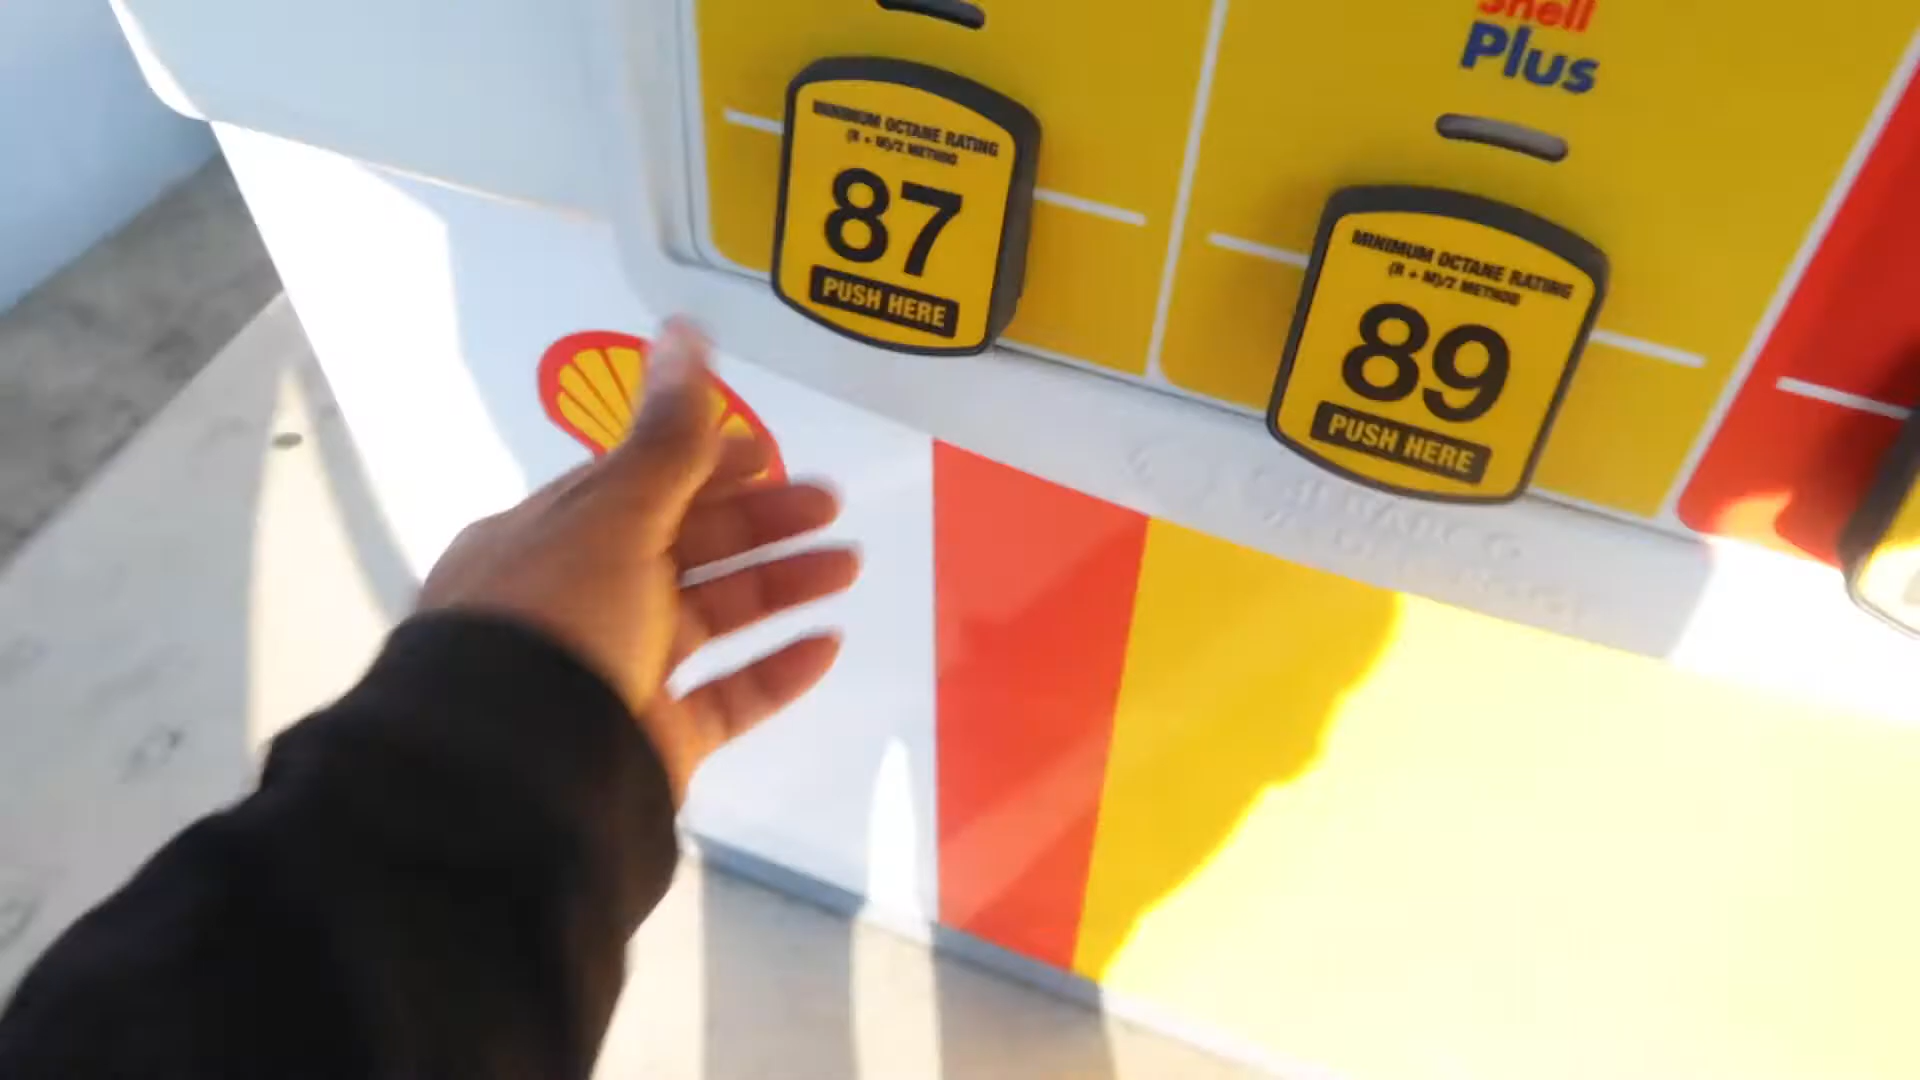 Shell
Plus
MINIMUM OCTANE RATING
(R + M)/2 METHOD
87
PUSH HERE
MINIMUM OCTANE RATING
(R + M)/2 METHOD
89
PUSH HERE